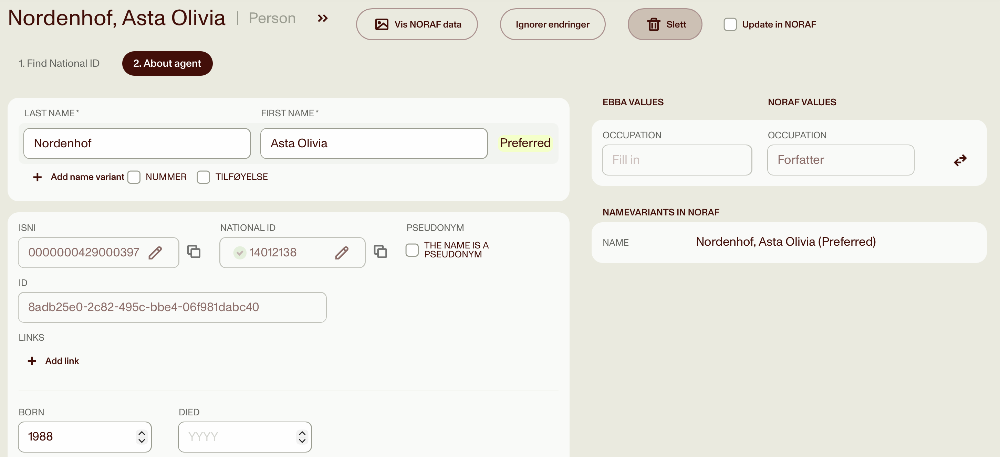 Nordenhof, Asta Olivia | Person
Vis NORAF data
Ignorer endringer
Slett
Update in NORAF
1. Find National ID
2. About agent
LAST NAME *
FIRST NAME *
Nordenhof
Asta Olivia
Preferred
Add name variant
NUMMER
TILFØYELSE
ISNI
NATIONAL ID
PSEUDONYM
0000000429000397
14012138
THE NAME IS A
PSEUDONYM
ID
8adb25e0-2c82-495c-bbe4-06f981dabc40
LINKS
Add link
BORN
DIED
1988
YYYY
EBBA VALUES
NORAF VALUES
OCCUPATION
OCCUPATION
Fill in
Forfatter
NAMEVARIANTS IN NORAF
NAME
Nordenhof, Asta Olivia (Preferred)